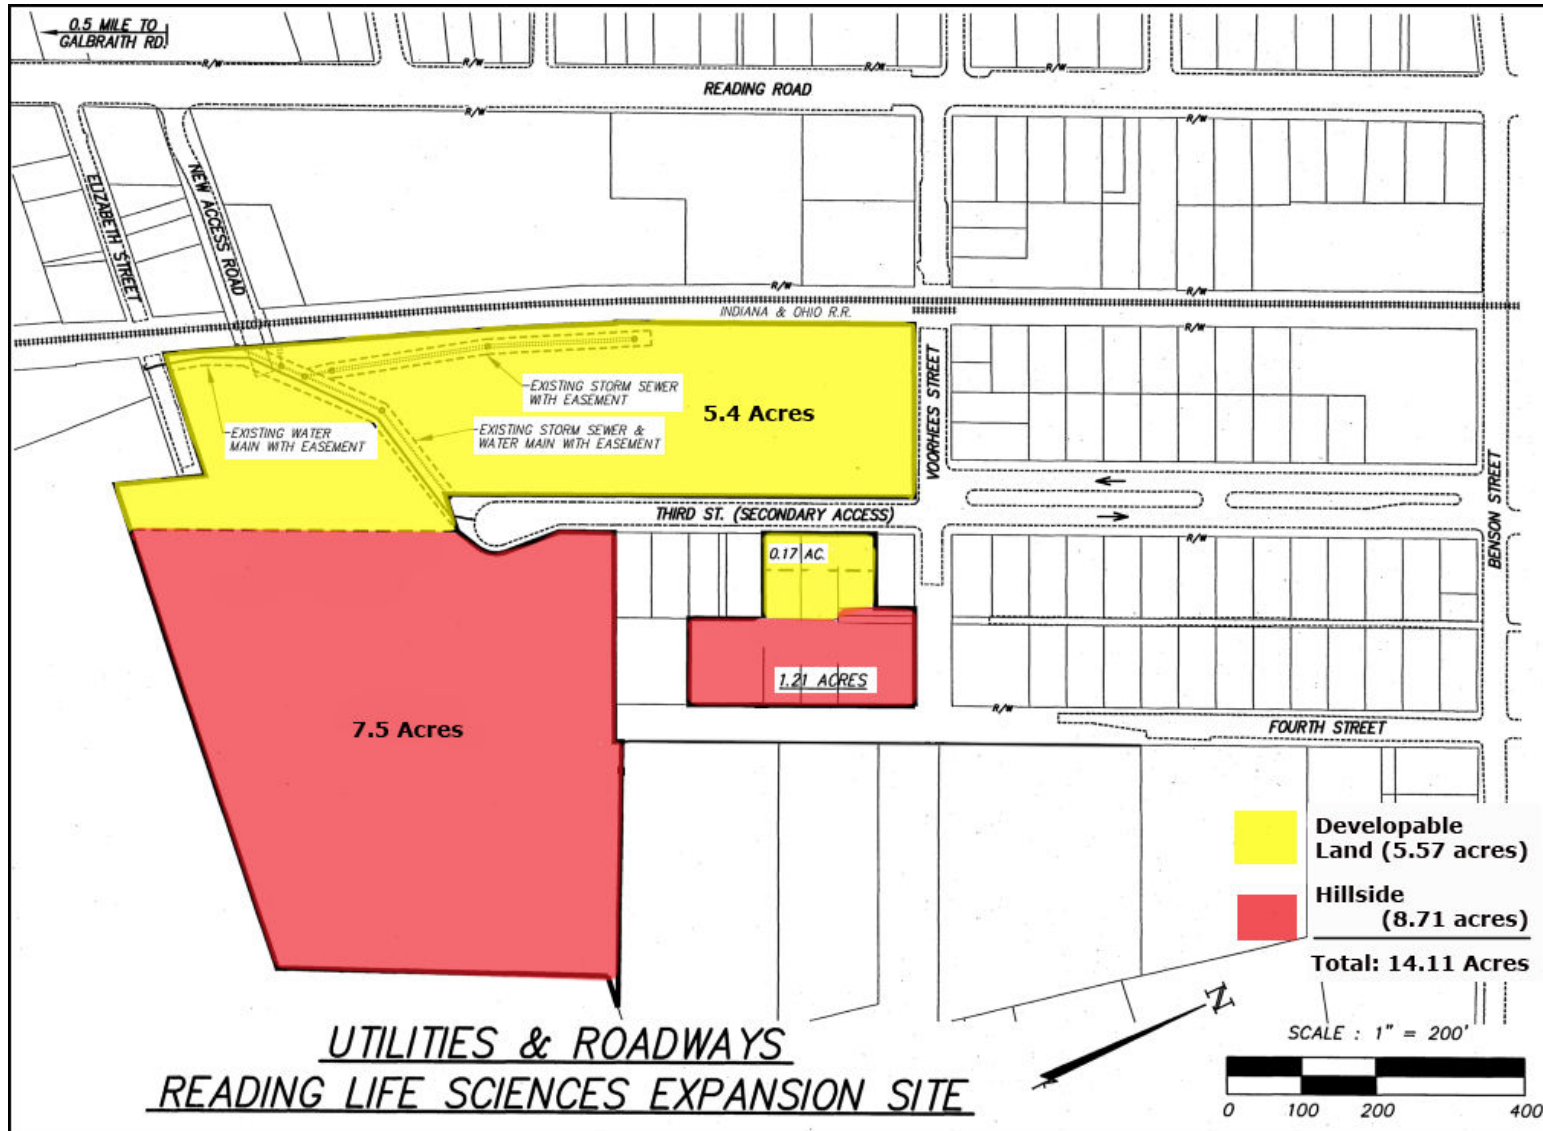 0.5 MILE TO
GALBRAITH RD.
R/W
R/W
R/W
R/W
READING ROAD
R/W
R/W
ELIZABETH STREET
NEW ACCESS ROAD
R/W
R/W
INDIANA & OHIO R.R.
R/W
EXISTING STORM SEWER
WITH EASEMENT
5.4 Acres
EXISTING WATER
MAIN WITH EASEMENT
EXISTING STORM SEWER &
WATER MAIN WITH EASEMENT
VOORHEES STREET
BENSON STREET
THIRD ST. (SECONDARY ACCESS)
R/W
0.17 AC.
1.21 ACRES
7.5 Acres
R/W
FOURTH STREET
Developable
Land (5.57 acres)
Hillside
(8.71 acres)
Total: 14.11 Acres
N
UTILITIES & ROADWAYS
READING LIFE SCIENCES EXPANSION SITE
SCALE : 1" = 200'
0 100 200 400